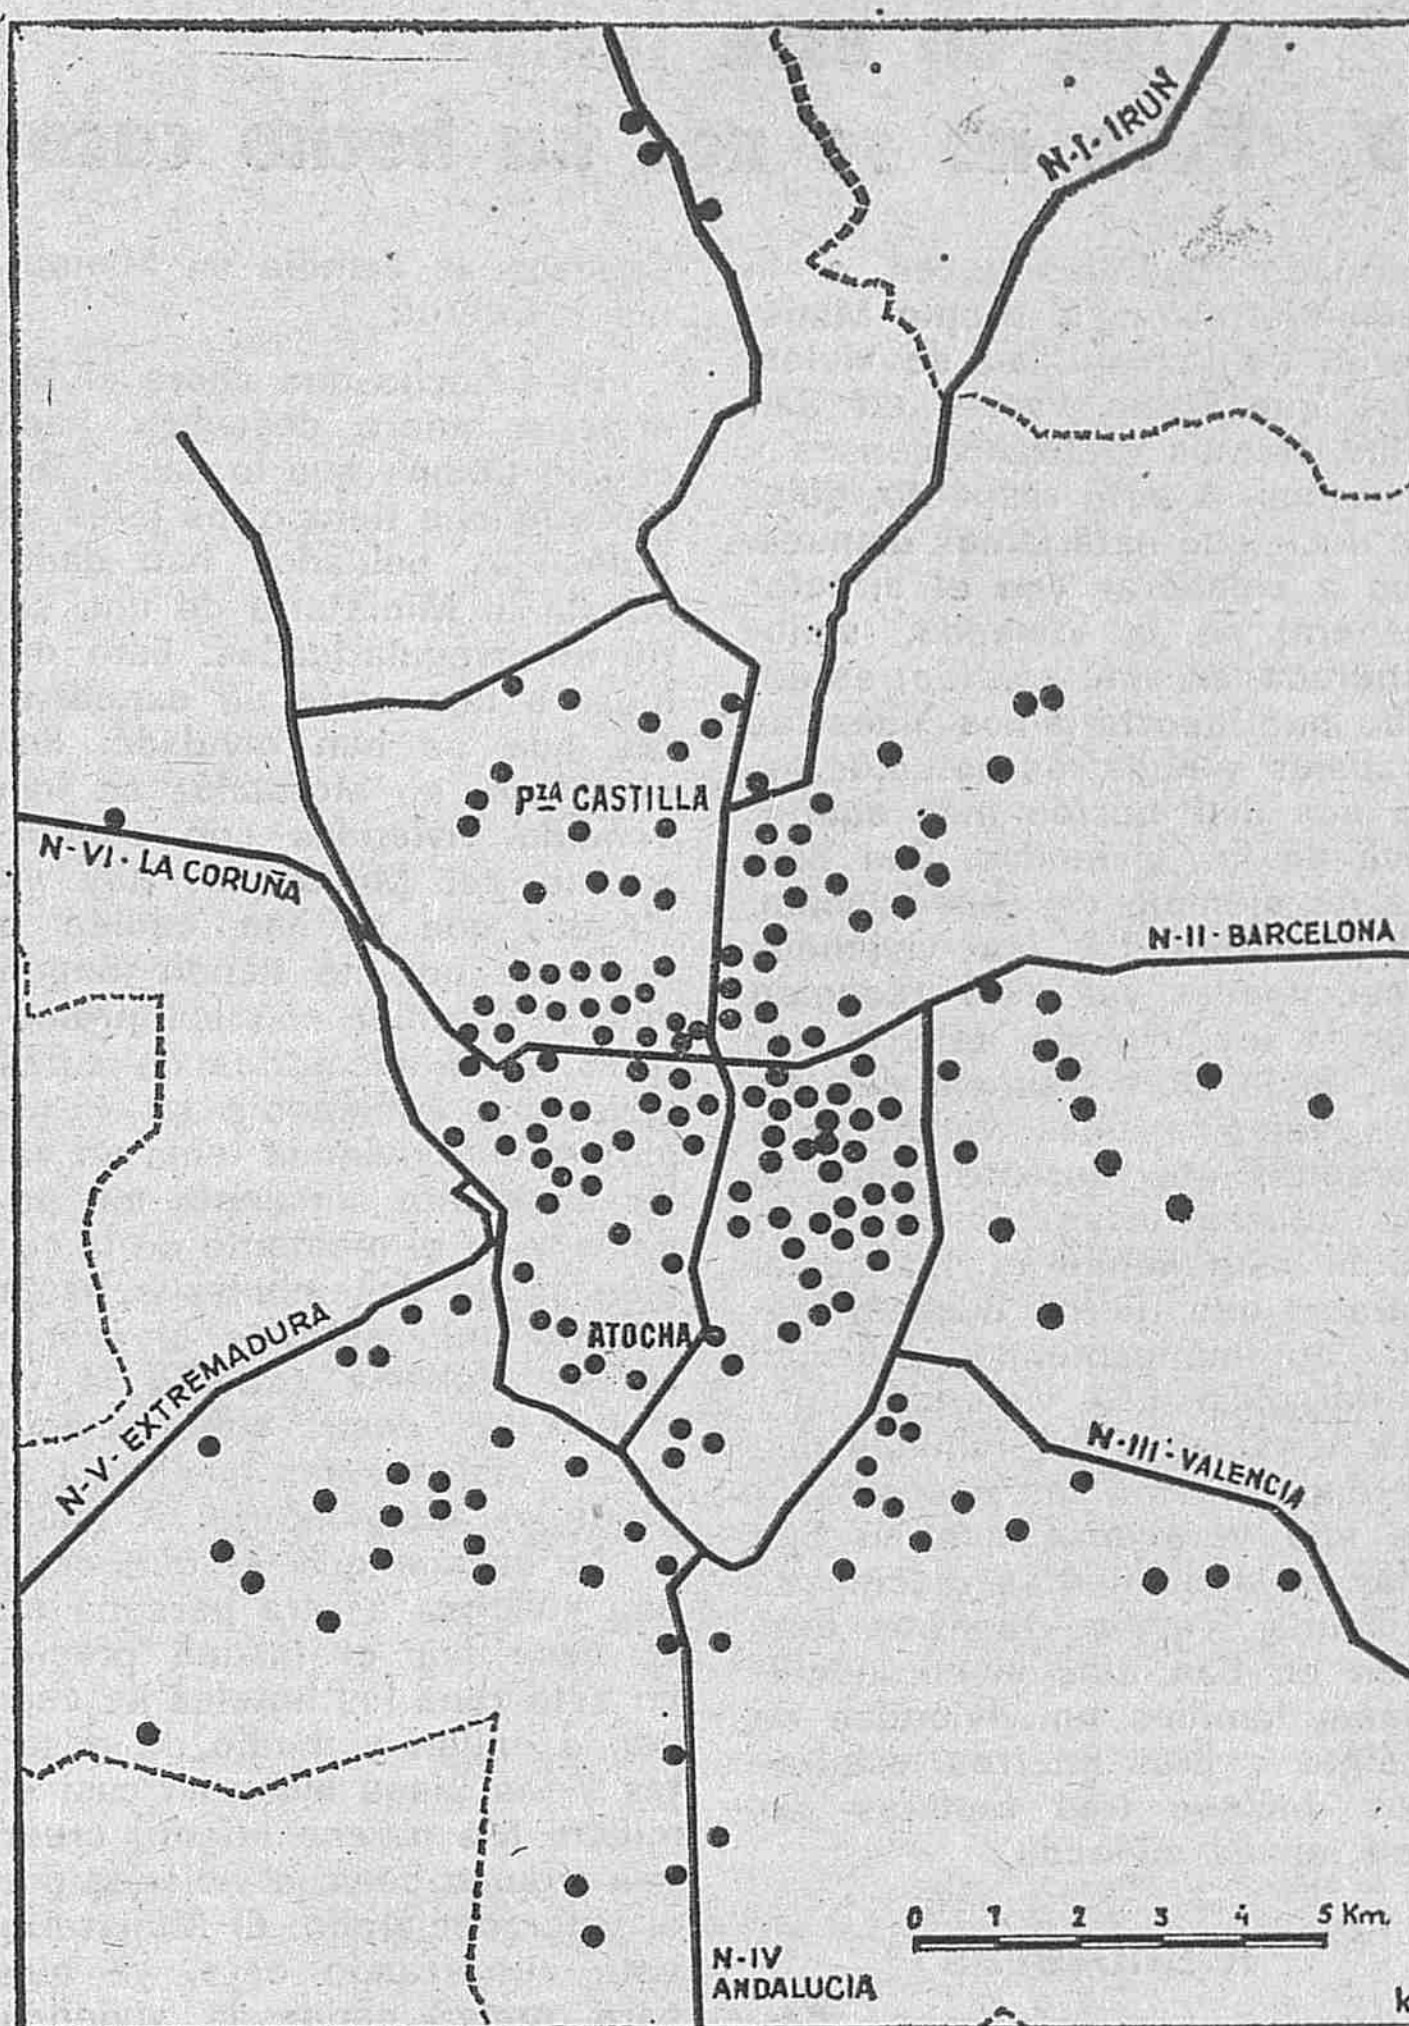 N-I-IRUN
PZA CASTILLA
N-VI-LA CORUÑA
N-II-BARCELONA
N-V-EXTREMADURA
ATOCHA
N-III-VALENCIA
0 1 2 3 4 5 Km.
N-IV
ANDALUCIA